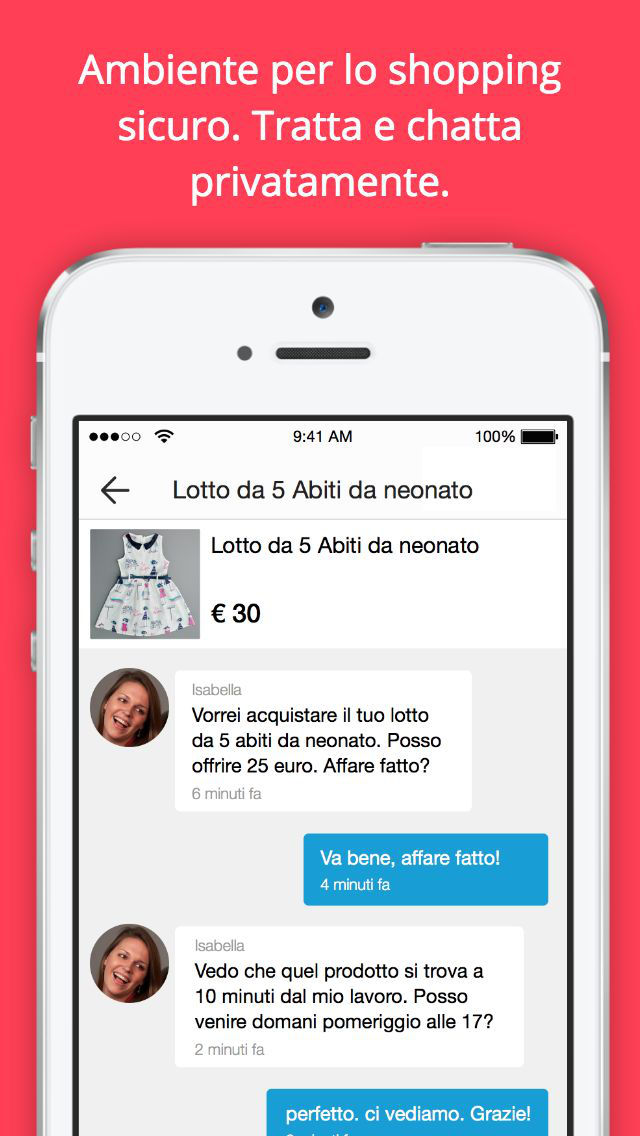 Ambiente per lo shopping
sicuro. Tratta e chatta
privatamente.
9:41 AM
100%
Lotto da 5 Abiti da neonato
Lotto da 5 Abiti da neonato
€ 30
Isabella
Vorrei acquistare il tuo lotto
da 5 abiti da neonato. Posso
offrire 25 euro. Affare fatto?
6 minuti fa
Va bene, affare fatto!
4 minuti fa
Isabella
Vedo che quel prodotto si trova a
10 minuti dal mio lavoro. Posso
venire domani pomeriggio alle 17?
2 minuti fa
perfetto. ci vediamo. Grazie!